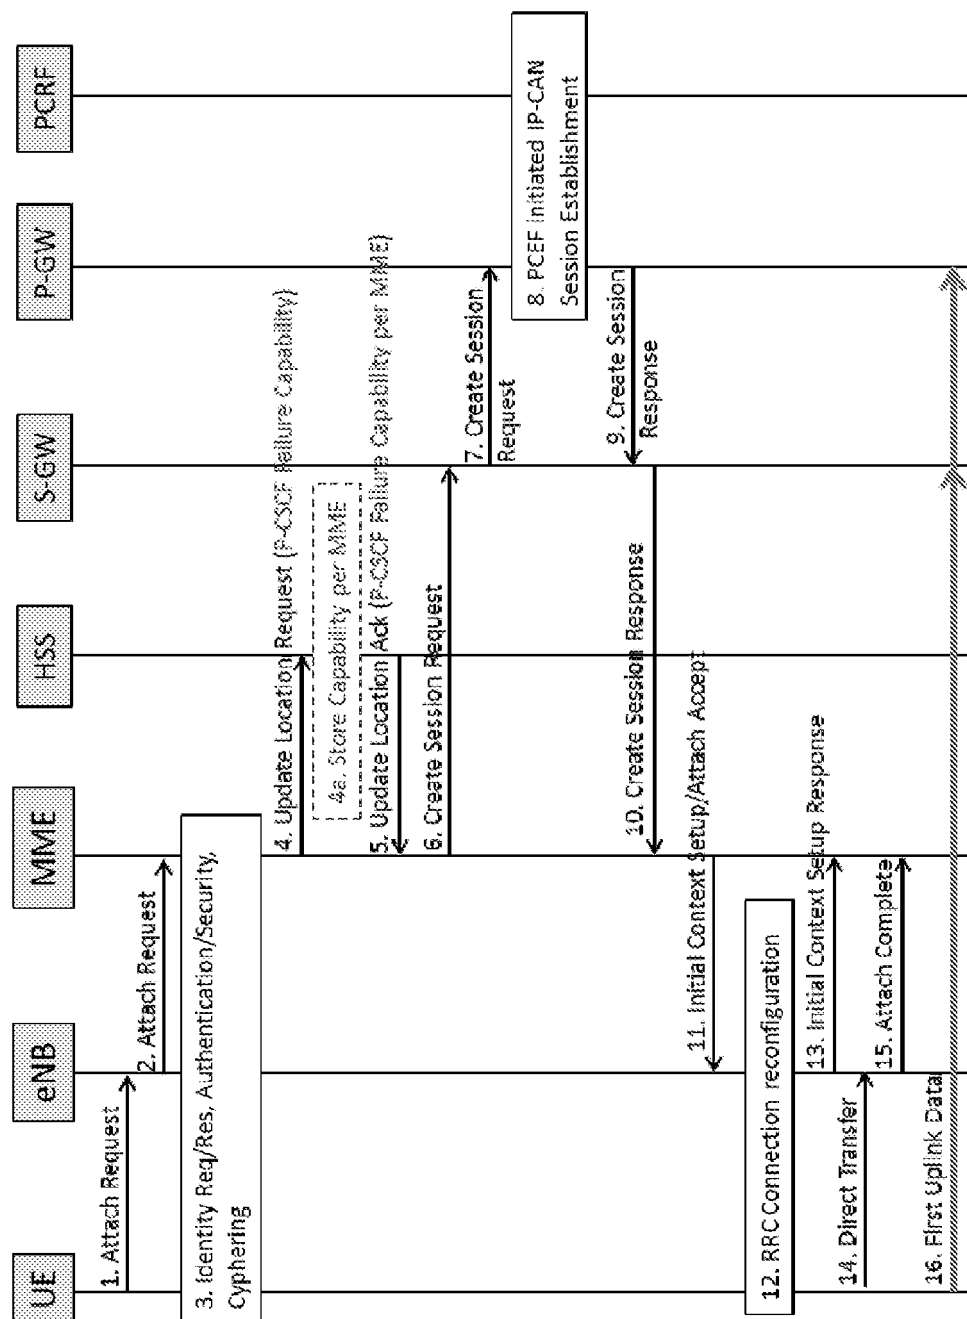 UE
eNB
MME
HSS
S-GW
P-GW
PCRF
1. Attach Request
2. Attach Request
3. Identity Req/Res, Authentication/Security,
Cyphering
4. Update Location Request (P-CSCF Failure Capability)
4a. Store Capability per MME
5. Update Location Ack (P-CSCF Failure Capability per MME)
6. Create Session Request
7. Create Session
Request
8. PCEF Initiated IP-CAN
Session Establishment
9. Create Session
Response
10. Create Session Response
11. Initial Context Setup/Attach Accept
12. RRC Connection reconfiguration
13. Initial Context Setup Response
14. Direct Transfer
15. Attach Complete
16. First Uplink Data